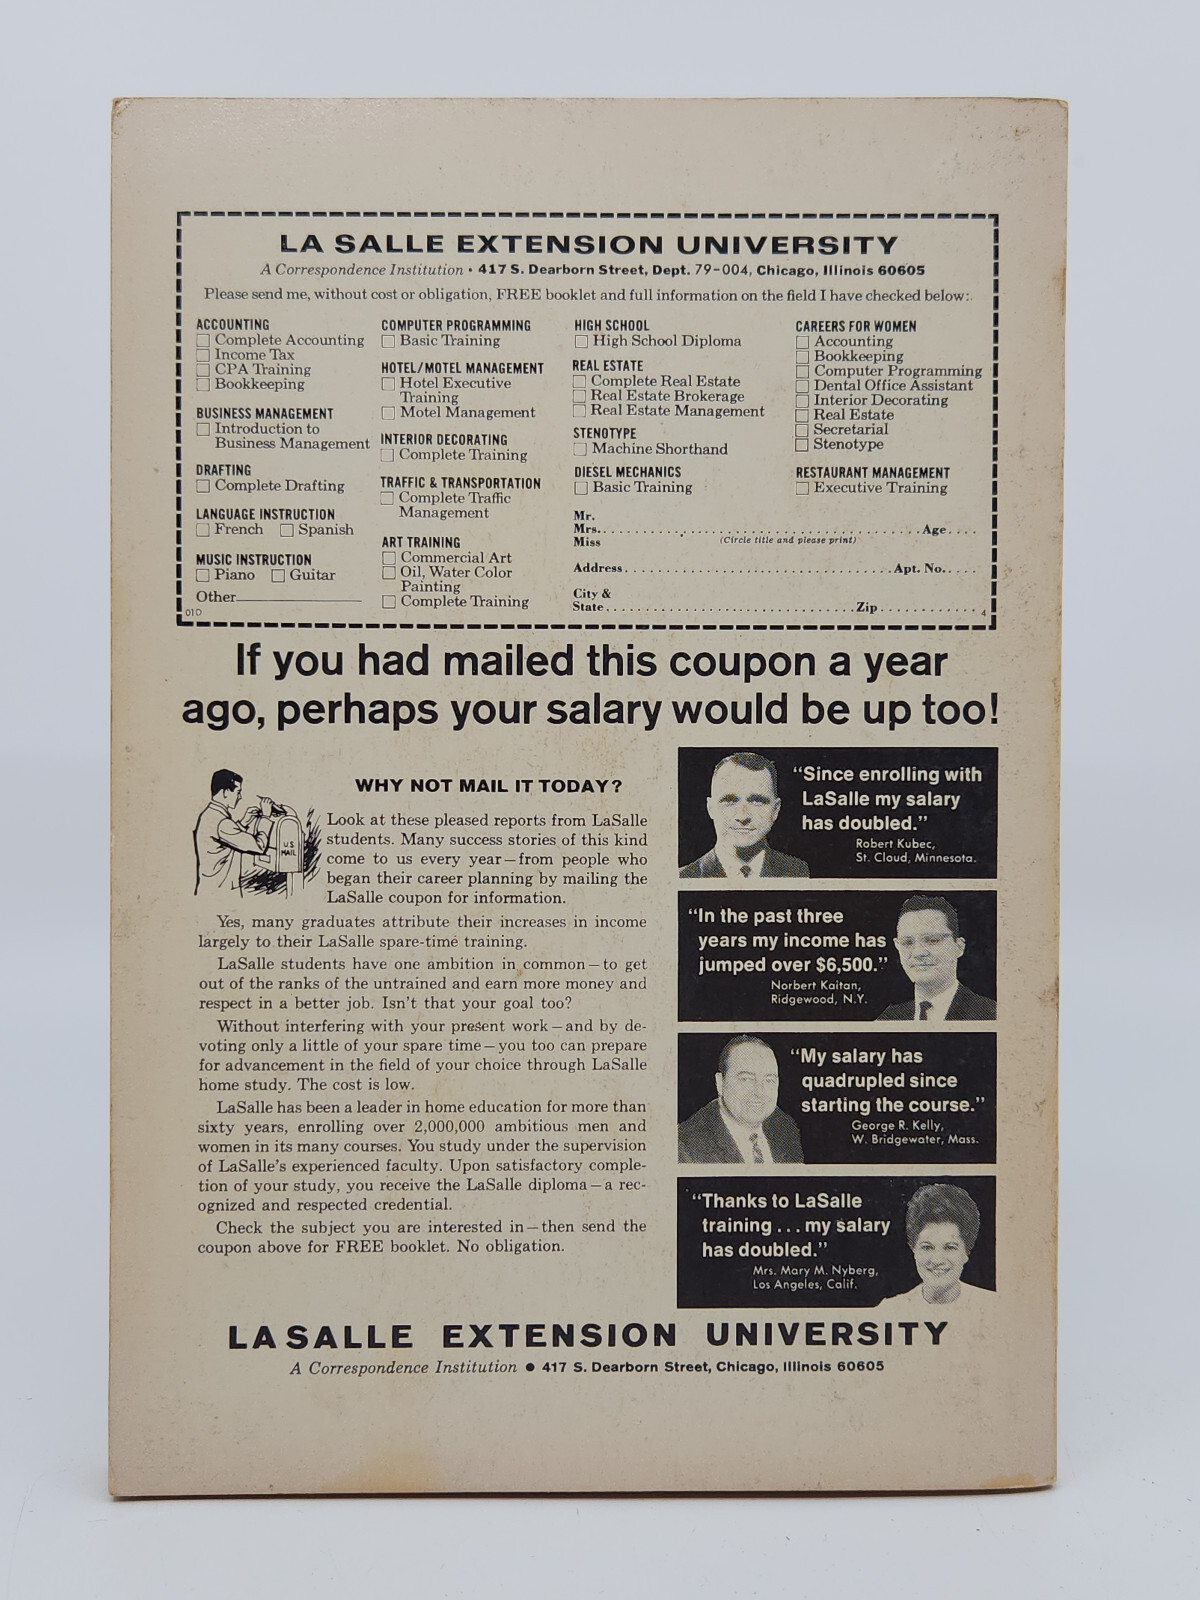 LA SALLE EXTENSION UNIVERSITY
A Correspondence Institution • 417 S. Dearborn Street, Dept. 79-004, Chicago, Illinois 60605
Please send me, without cost or obligation, FREE booklet and full information on the field I have checked below:
ACCOUNTING
Complete Accounting
Income Tax
CPA Training
Bookkeeping
BUSINESS MANAGEMENT
Introduction to
Business Management
DRAFTING
Complete Drafting
LANGUAGE INSTRUCTION
French Spanish
MUSIC INSTRUCTION
Piano Guitar
Other
01D
COMPUTER PROGRAMMING
Basic Training
HOTEL/MOTEL MANAGEMENT
Hotel Executive
Training
Motel Management
INTERIOR DECORATING
Complete Training
TRAFFIC & TRANSPORTATION
Complete Traffic
Management
ART TRAINING
Commercial Art
Oil, Water Color
Painting
Complete Training
HIGH SCHOOL
High School Diploma
REAL ESTATE
Complete Real Estate
Real Estate Brokerage
Real Estate Management
STENOTYPE
Machine Shorthand
DIESEL MECHANICS
Basic Training
CAREERS FOR WOMEN
Accounting
Bookkeeping
Computer Programming
Dental Office Assistant
Interior Decorating
Real Estate
Secretarial
Stenotype
RESTAURANT MANAGEMENT
Executive Training
Mr.
Mrs. Age
Miss (Circle title and please print)
Address Apt. No.
City &
State Zip
4
If you had mailed this coupon a year
ago, perhaps your salary would be up too!
WHY NOT MAIL IT TODAY?
U.S.
MAIL
Look at these pleased reports from LaSalle
students. Many success stories of this kind
come to us every year—from people who
began their career planning by mailing the
LaSalle coupon for information.
Yes, many graduates attribute their increases in income
largely to their LaSalle spare-time training.
LaSalle students have one ambition in common—to get
out of the ranks of the untrained and earn more money and
respect in a better job. Isn't that your goal too?
Without interfering with your present work—and by de-
voting only a little of your spare time—you too can prepare
for advancement in the field of your choice through LaSalle
home study. The cost is low.
LaSalle has been a leader in home education for more than
sixty years, enrolling over 2,000,000 ambitious men and
women in its many courses. You study under the supervision
of LaSalle's experienced faculty. Upon satisfactory comple-
tion of your study, you receive the LaSalle diploma—a rec-
ognized and respected credential.
Check the subject you are interested in—then send the
coupon above for FREE booklet. No obligation.
“Since enrolling with
LaSalle my salary
has doubled.”
Robert Kubec,
St. Cloud, Minnesota.
“In the past three
years my income has
jumped over $6,500.”
Norbert Kaitan,
Ridgewood, N.Y.
“My salary has
quadrupled since
starting the course.”
George R. Kelly,
W. Bridgewater, Mass.
“Thanks to LaSalle
training ... my salary
has doubled.”
Mrs. Mary M. Nyberg,
Los Angeles, Calif.
LA SALLE EXTENSION UNIVERSITY
A Correspondence Institution • 417 S. Dearborn Street, Chicago, Illinois 60605